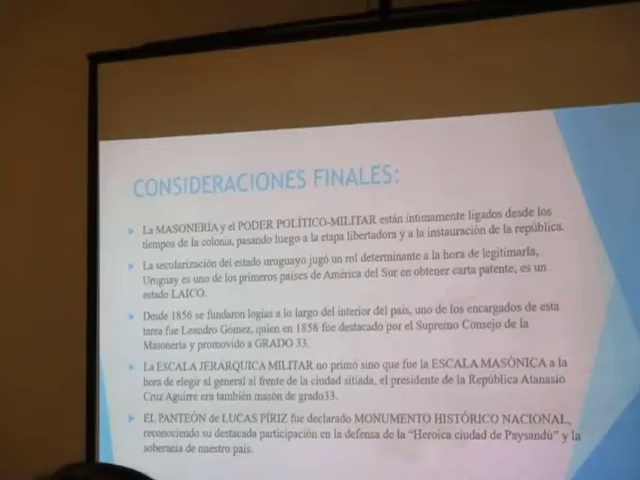 CONSIDERACIONES FINALES:
La MASONERÍA y el PODER POLÍTICO-MILITAR están íntimamente ligados desde los
tiempos de la colonia, pasando luego a la etapa libertadora y a la instauración de la república.
La secularización del estado uruguayo jugó un rol determinante a la hora de legitimarla,
Uruguay es uno de los primeros países de América del Sur en obtener carta patente, es un
estado LAICO.
Desde 1856 se fundaron logias a lo largo del interior del país, uno de los encargados de esta
tarea fue Leandro Gómez, quien en 1858 fue destacado por el Supremo Consejo de la
Masonería y promovido a GRADO 33.
La ESCALA JERÁRQUICA MILITAR no primó sino que fue la ESCALA MASÓNICA a la
hora de elegir al general al frente de la ciudad sitiada, el presidente de la República Atanasio
Cruz Aguirre era también masón de grado33.
EL PANTEÓN de LUCAS PÍRIZ fue declarado MONUMENTO HISTÓRICO NACIONAL,
reconociendo su destacada participación en la defensa de la "Heroica ciudad de Paysandú" y la
soberanía de nuestro país.